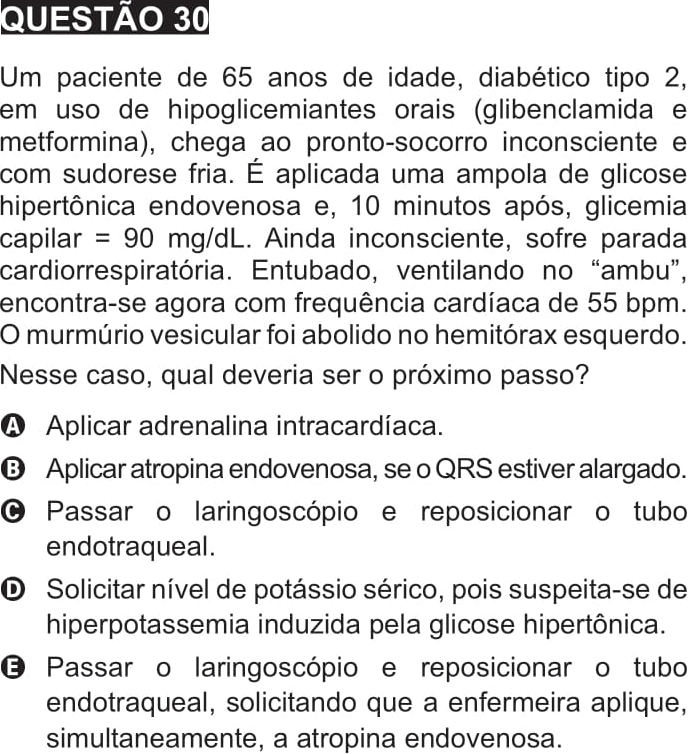 QUESTÃO 30
Um paciente de 65 anos de idade, diabético tipo 2,
em uso de hipoglicemiantes orais (glibenclamida e
metformina), chega ao pronto-socorro inconsciente e
com sudorese fria. É aplicada uma ampola de glicose
hipertônica endovenosa e, 10 minutos após, glicemia
capilar = 90 mg/dL. Ainda inconsciente, sofre parada
cardiorrespiratória. Entubado, ventilando no “ambu”,
encontra-se agora com frequência cardíaca de 55 bpm.
O murmúrio vesicular foi abolido no hemitórax esquerdo.
Nesse caso, qual deveria ser o próximo passo?
A Aplicar adrenalina intracardíaca.
B Aplicar atropina endovenosa, se o QRS estiver alargado.
C Passar o laringoscópio e reposicionar o tubo
endotraqueal.
D Solicitar nível de potássio sérico, pois suspeita-se de
hiperpotassemia induzida pela glicose hipertônica.
E Passar o laringoscópio e reposicionar o tubo
endotraqueal, solicitando que a enfermeira aplique,
simultaneamente, a atropina endovenosa.